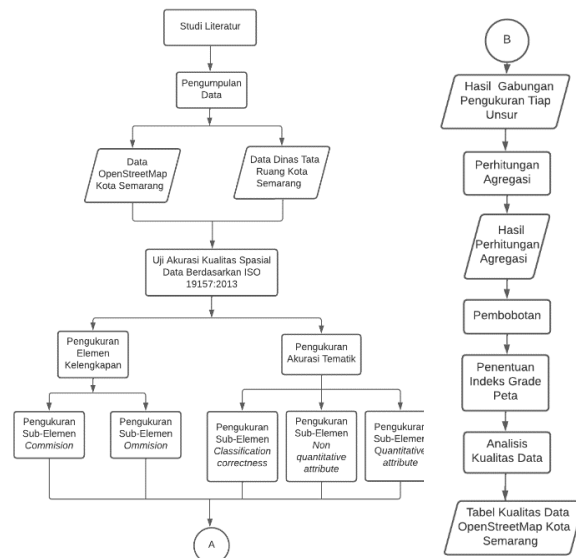 Studi Literatur
Pengumpulan
Data
Data
OpenStreetMap
Kota Semarang
Data Dinas Tata
Ruang Kota
Semarang
Uji Akurasi Kualitas Spasial
Data Berdasarkan ISO
19157:2013
Pengukuran
Elemen
Kelengkapan
Pengukuran
Akurasi Tematik
Pengukuran
Sub-Elemen
Commision
Pengukuran
Sub-Elemen
Ommision
Pengukuran
Sub-Elemen
Classification
correctness
Pengukuran
Sub-Elemen
Non
quantitative
attribute
Pengukuran
Sub-Elemen
Quantitative
attribute
A
B
Hasil Gabungan
Pengukuran Tiap
Unsur
Perhitungan
Agregasi
Hasil
Perhitungan
Agregasi
Pembobotan
Penentuan
Indeks Grade
Peta
Analisis
Kualitas Data
Tabel Kualitas Data
OpenStreetMap Kota
Semarang